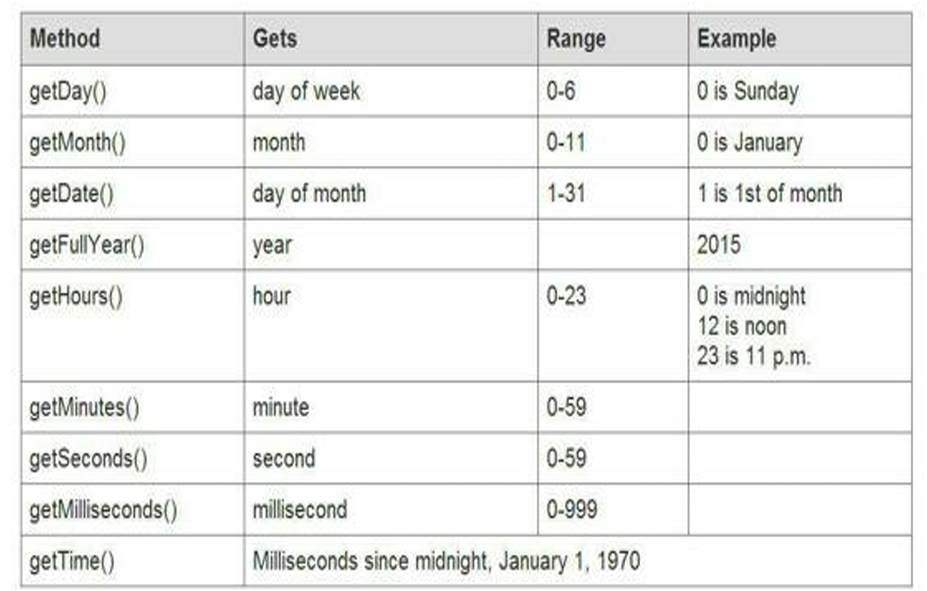 Method Gets Range Example
getDay() day of week 0-6 0 is Sunday
getMonth() month 0-11 0 is January
getDate() day of month 1-31 1 is 1st of month
getFullYear() year 2015
getHours() hour 0-23 0 is midnight
12 is noon
23 is 11 p.m.
getMinutes() minute 0-59
getSeconds() second 0-59
getMilliseconds() millisecond 0-999
getTime() Milliseconds since midnight, January 1, 1970